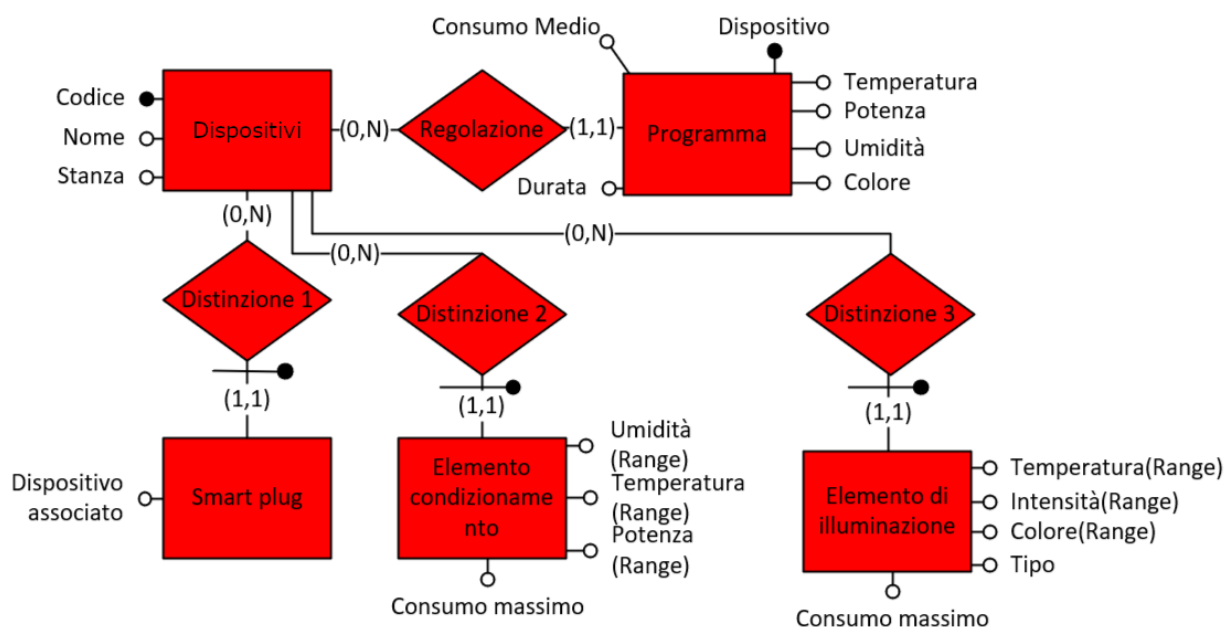 Consumo Medio
Dispositivo
Codice
Nome
Stanza
Dispositivi
(0,N)
Regolazione
(1,1)
Programma
Durata
Temperatura
Potenza
Umidità
Colore
(0,N)
(0,N)
(0,N)
Distinzione 1
Distinzione 2
Distinzione 3
(1,1)
(1,1)
(1,1)
Dispositivo
associato
Smart plug
Elemento
condizioname
nto
Umidità
(Range)
Temperatura
(Range)
Potenza
(Range)
Consumo massimo
Elemento di
illuminazione
Temperatura(Range)
Intensità(Range)
Colore(Range)
Tipo
Consumo massimo